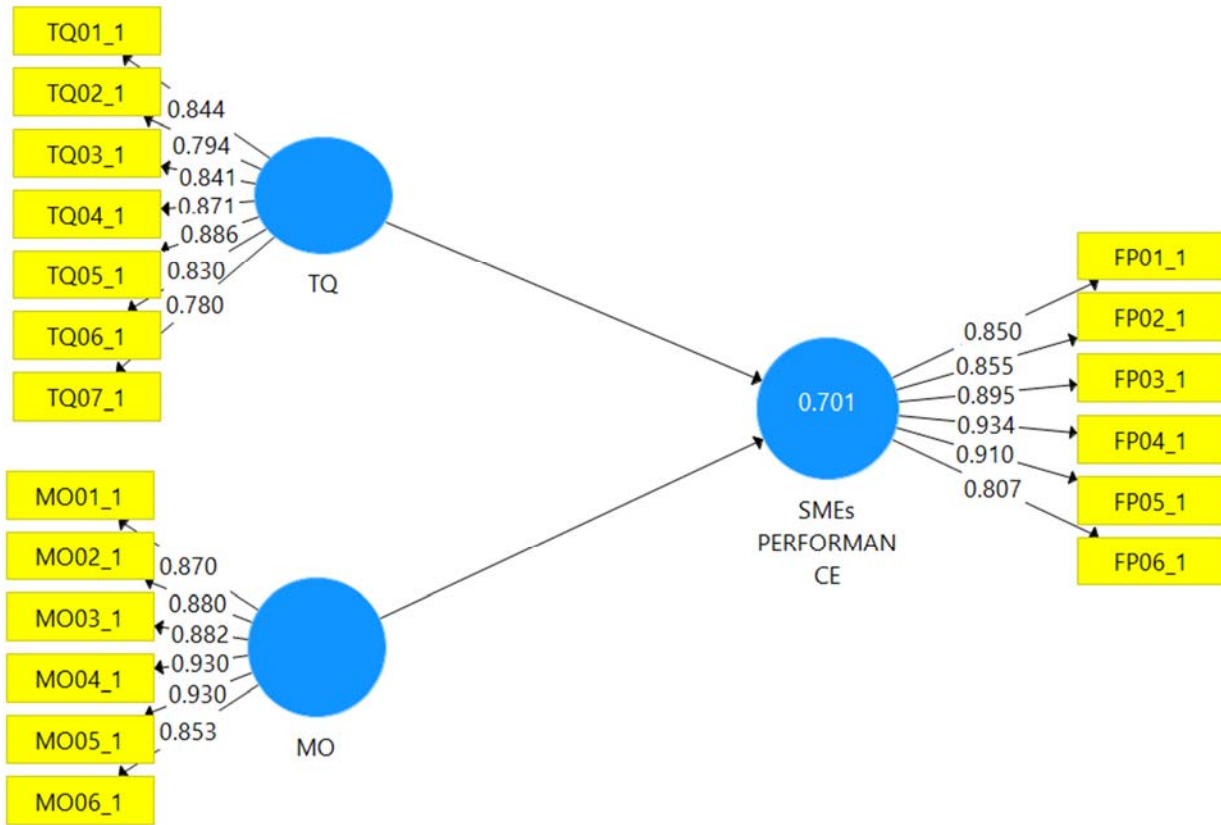 TQ01_1
TQ02_1
TQ03_1
TQ04_1
TQ05_1
TQ06_1
TQ07_1
0.844
0.794
0.841
0.871
0.886
0.830
0.780
TQ
MO01_1
MO02_1
MO03_1
MO04_1
MO05_1
MO06_1
0.870
0.880
0.882
0.930
0.930
0.853
MO
0.701
SMEs
PERFORMAN
CE
0.850
0.855
0.895
0.934
0.910
0.807
FP01_1
FP02_1
FP03_1
FP04_1
FP05_1
FP06_1